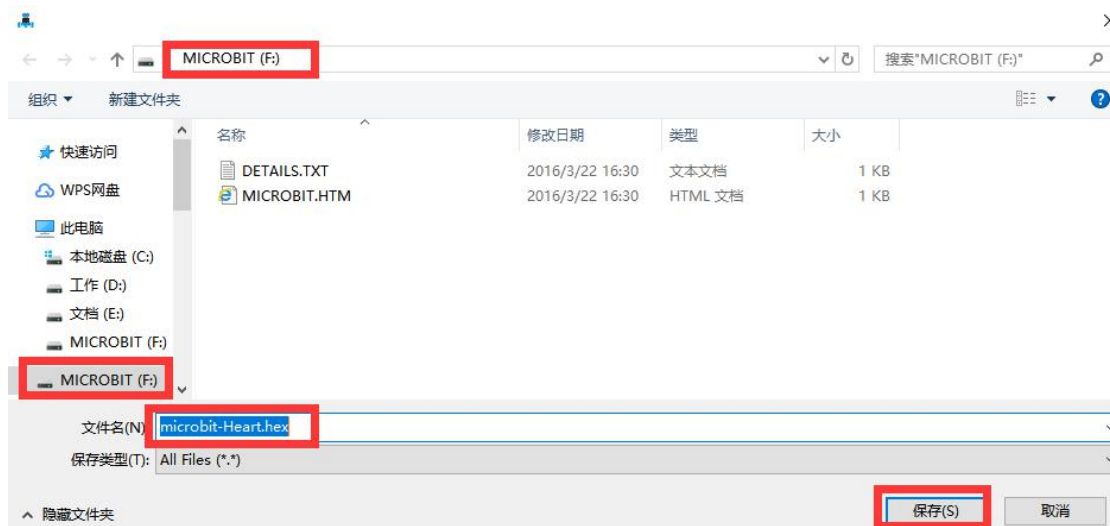 MICROBIT (F:)
搜索"MICROBIT (F:)"
组织 新建文件夹
名称 修改日期 类型 大小
快速访问
DETAILS.TXT 2016/3/22 16:30 文本文档 1 KB
WPS网盘
MICROBIT.HTM 2016/3/22 16:30 HTML 文档 1 KB
此电脑
本地磁盘 (C:)
工作 (D:)
文档 (E:)
MICROBIT (F:)
MICROBIT (F:)
文件名(N) microbit-Heart.hex
保存类型(T): All Files (*.*)
隐藏文件夹 保存(S) 取消